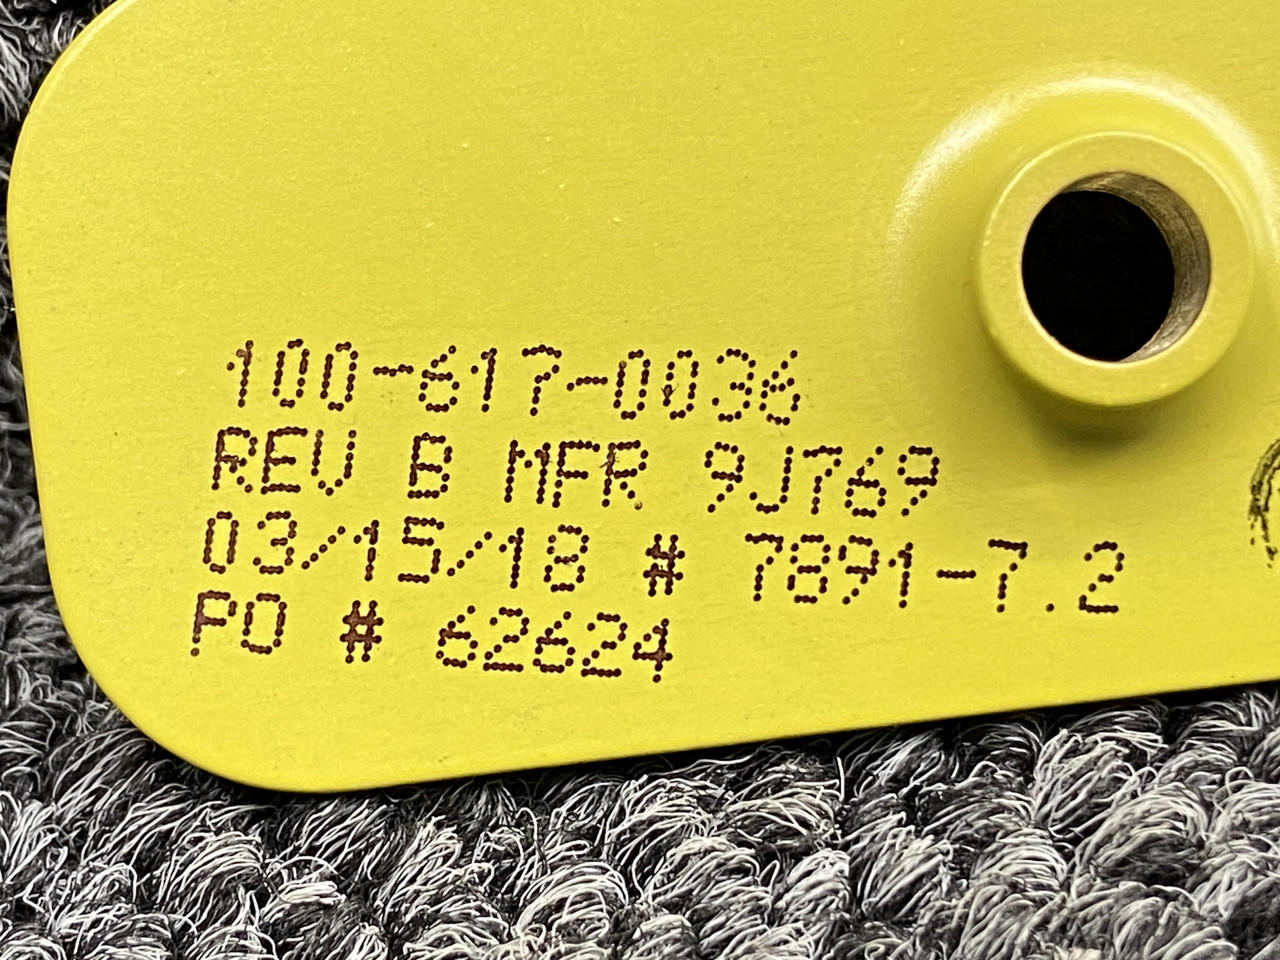 100-617-0036
REV B MFR 9J769
03/15/18 # 7891-7.2
PO # 62624